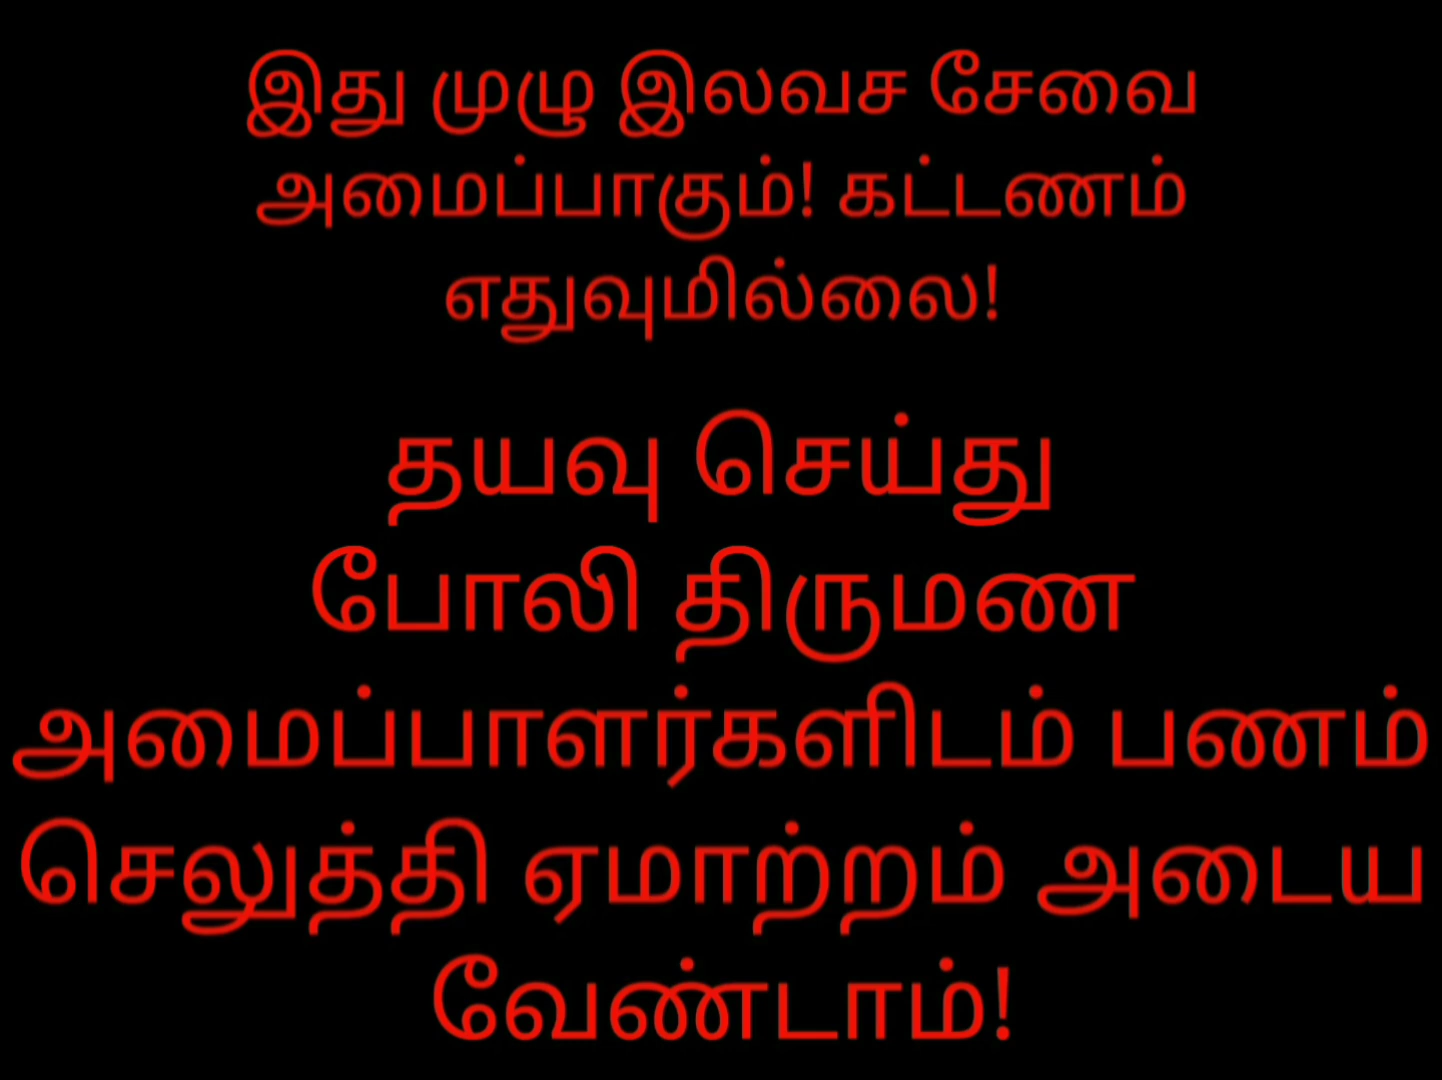 இது முழு இலவச சேவை
அமைப்பாகும்! கட்டணம்
எதுவுமில்லை!
தயவு செய்து
போலி திருமண
அமைப்பாளர்களிடம் பணம்
செலுத்தி ஏமாற்றம் அடைய
வேண்டாம்!